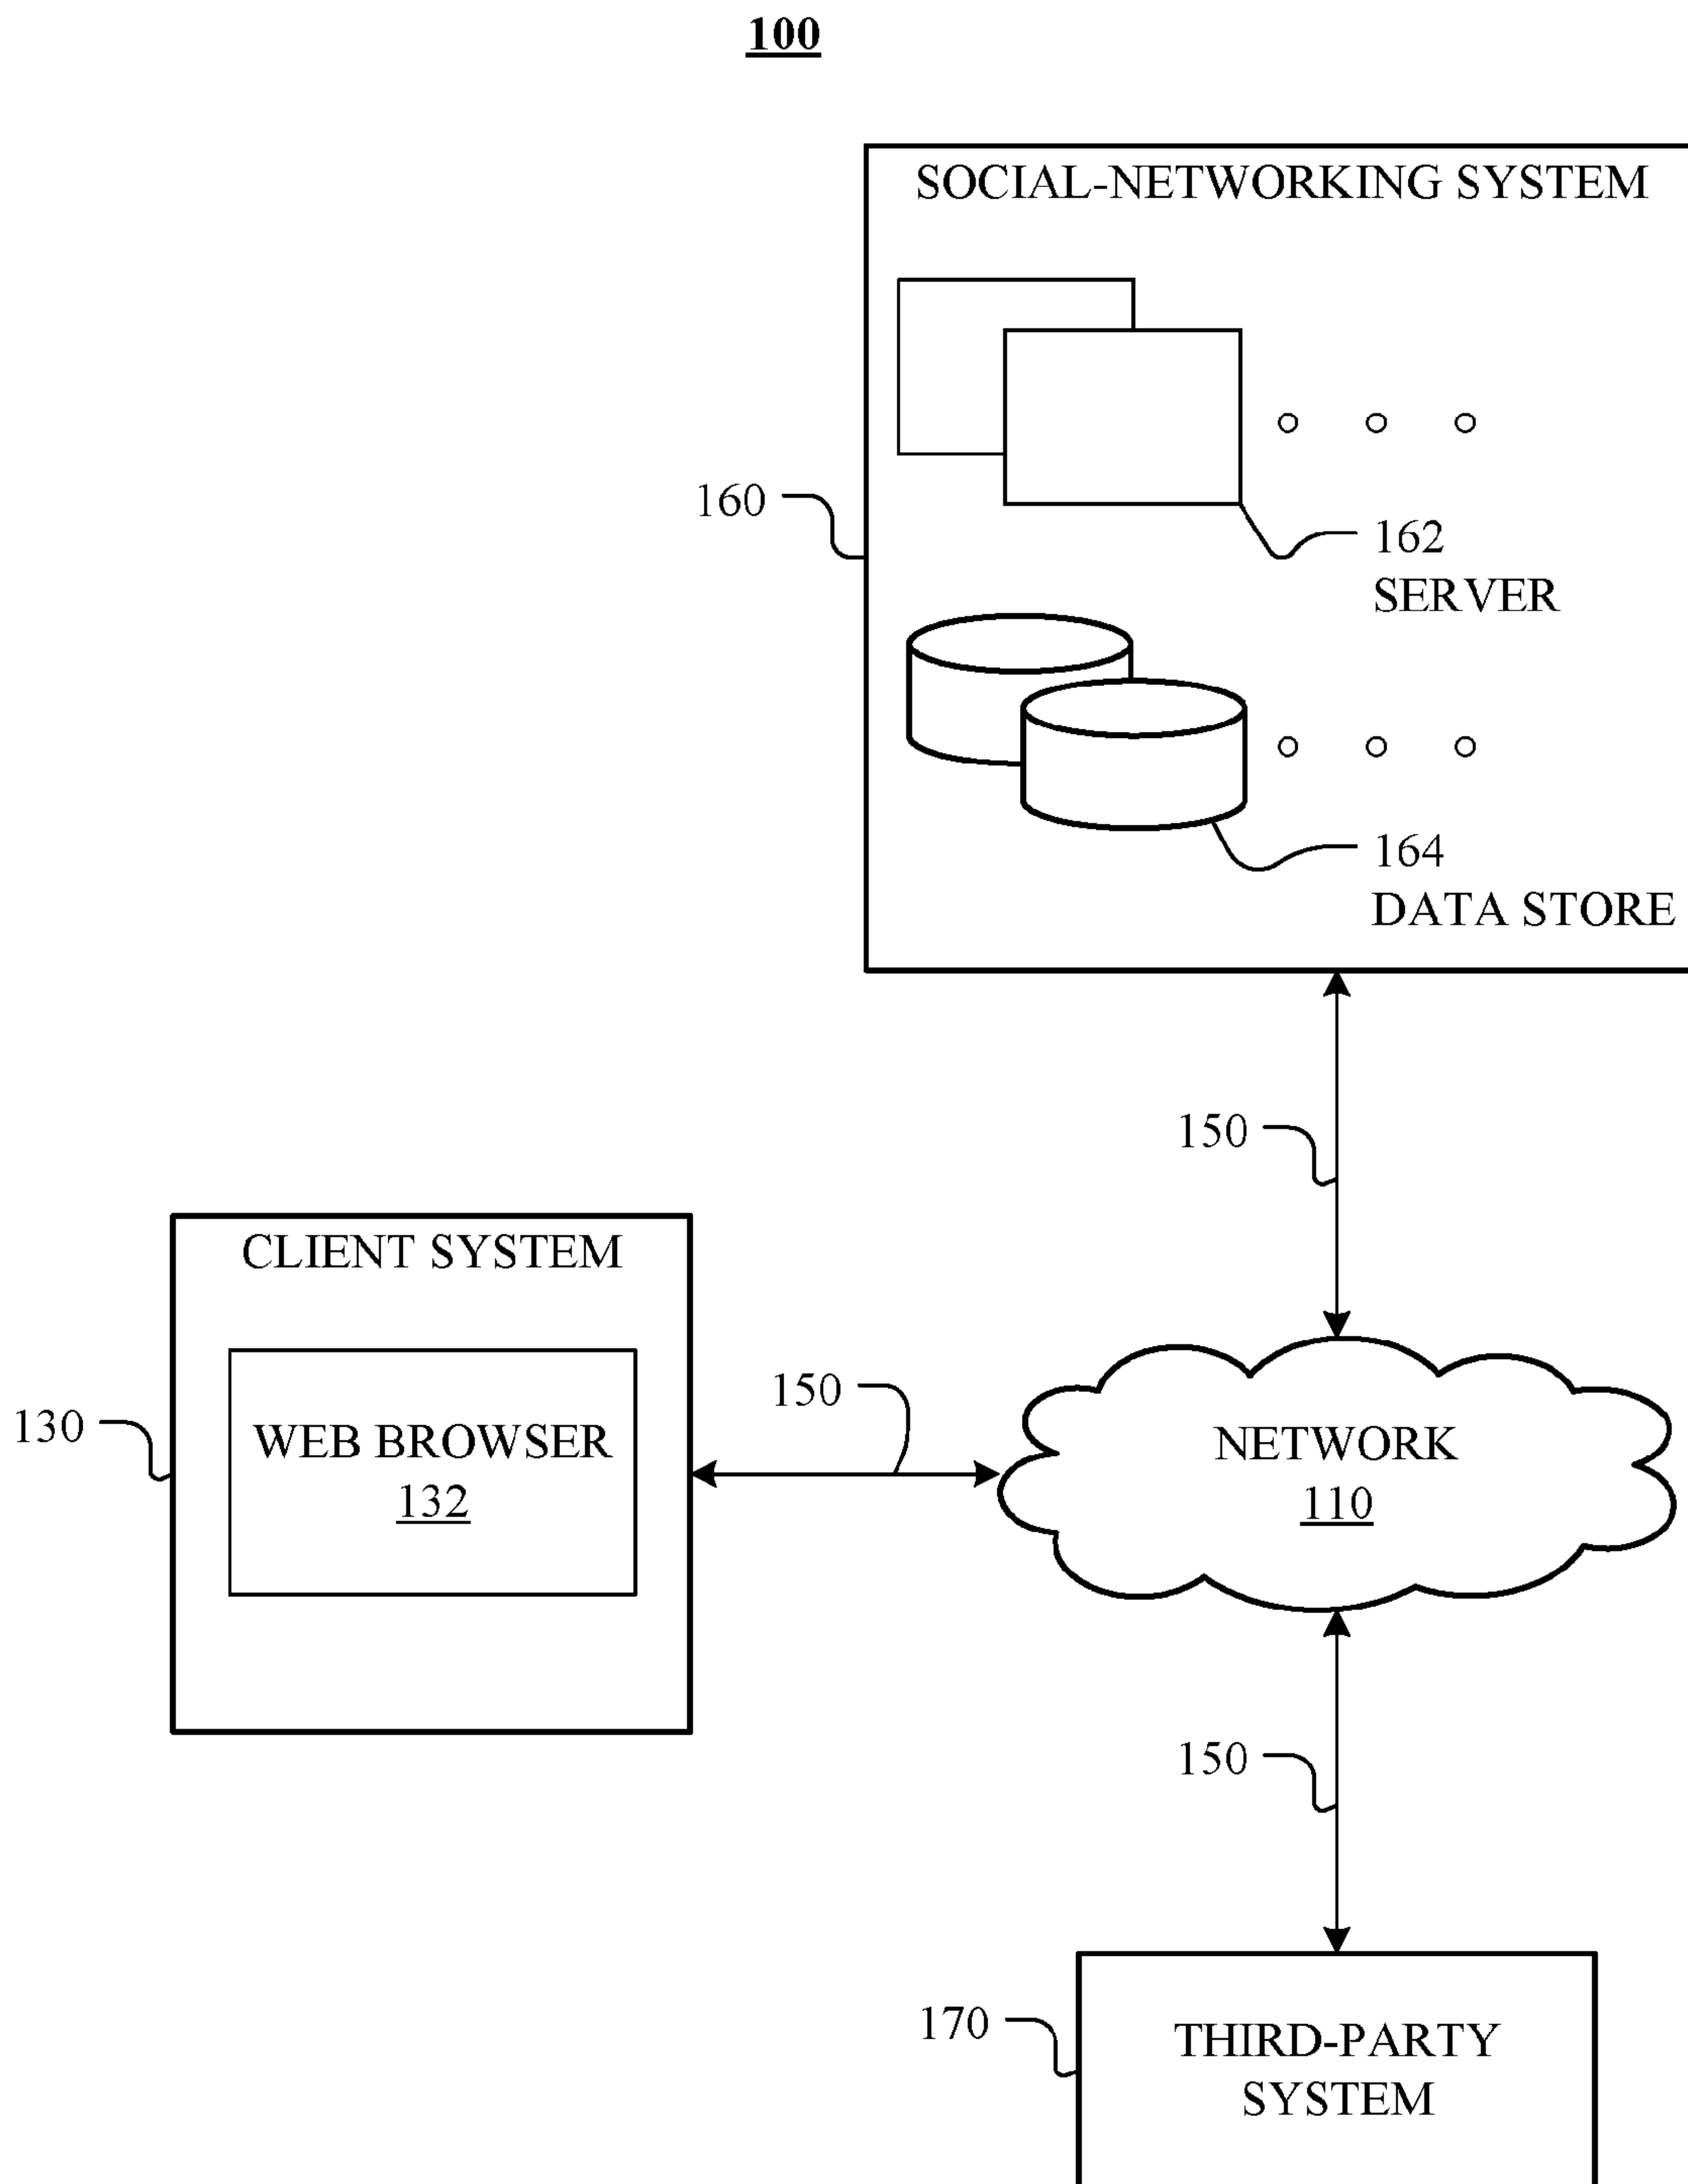 100
SOCIAL-NETWORKING SYSTEM
160
162
SERVER
164
DATA STORE
150
CLIENT SYSTEM
130
WEB BROWSER
132
150
NETWORK
110
150
170
THIRD-PARTY
SYSTEM